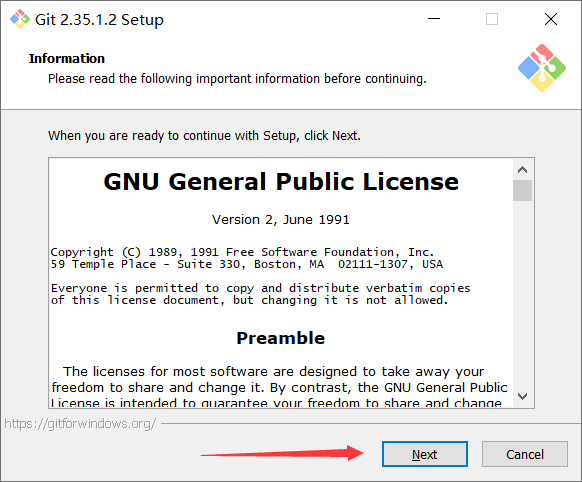 Git 2.35.1.2 Setup
Information
Please read the following important information before continuing.
When you are ready to continue with Setup, click Next.
GNU General Public License
Version 2, June 1991
Copyright (C) 1989, 1991 Free Software Foundation, Inc.
59 Temple Place - Suite 330, Boston, MA  02111-1307, USA
Everyone is permitted to copy and distribute verbatim copies
of this license document, but changing it is not allowed.
Preamble
The licenses for most software are designed to take away your
freedom to share and change it. By contrast, the GNU General Public
License is intended to guarantee your freedom to share and change
https://gitforwindows.org/
Next
Cancel